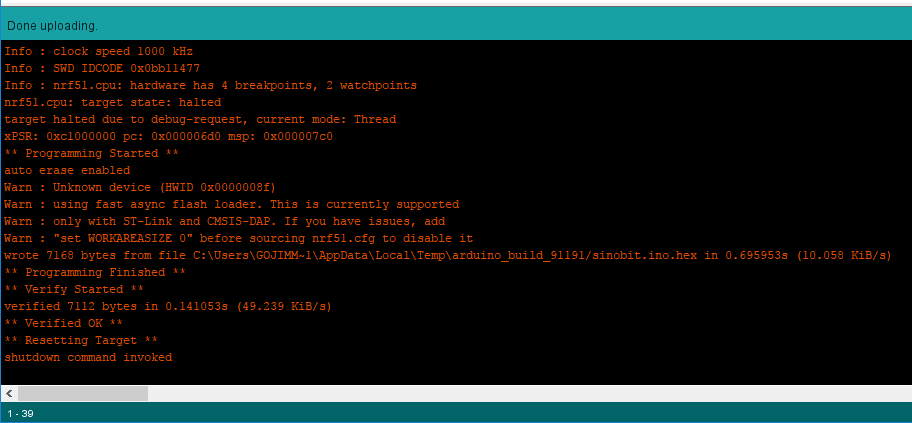 Done uploading.
Info : clock speed 1000 kHz
Info : SWD IDCODE 0x0bb11477
Info : nrf51.cpu: hardware has 4 breakpoints, 2 watchpoints
nrf51.cpu: target state: halted
target halted due to debug-request, current mode: Thread
xPSR: 0xc1000000 pc: 0x000006d0 msp: 0x000007c0
** Programming Started **
auto erase enabled
Warn : Unknown device (HWID 0x0000008f)
Warn : using fast async flash loader. This is currently supported
Warn : only with ST-Link and CMSIS-DAP. If you have issues, add
Warn : "set WORKAREASIZE 0" before sourcing nrf51.cfg to disable it
wrote 7168 bytes from file C:\Users\GOJIMM~1\AppData\Local\Temp\arduino_build_91191/sinobit.ino.hex in 0.695953s (10.058 KiB/s)
** Programming Finished **
** Verify Started **
verified 7112 bytes in 0.141053s (49.239 KiB/s)
** Verified OK **
** Resetting Target **
shutdown command invoked
1 - 39